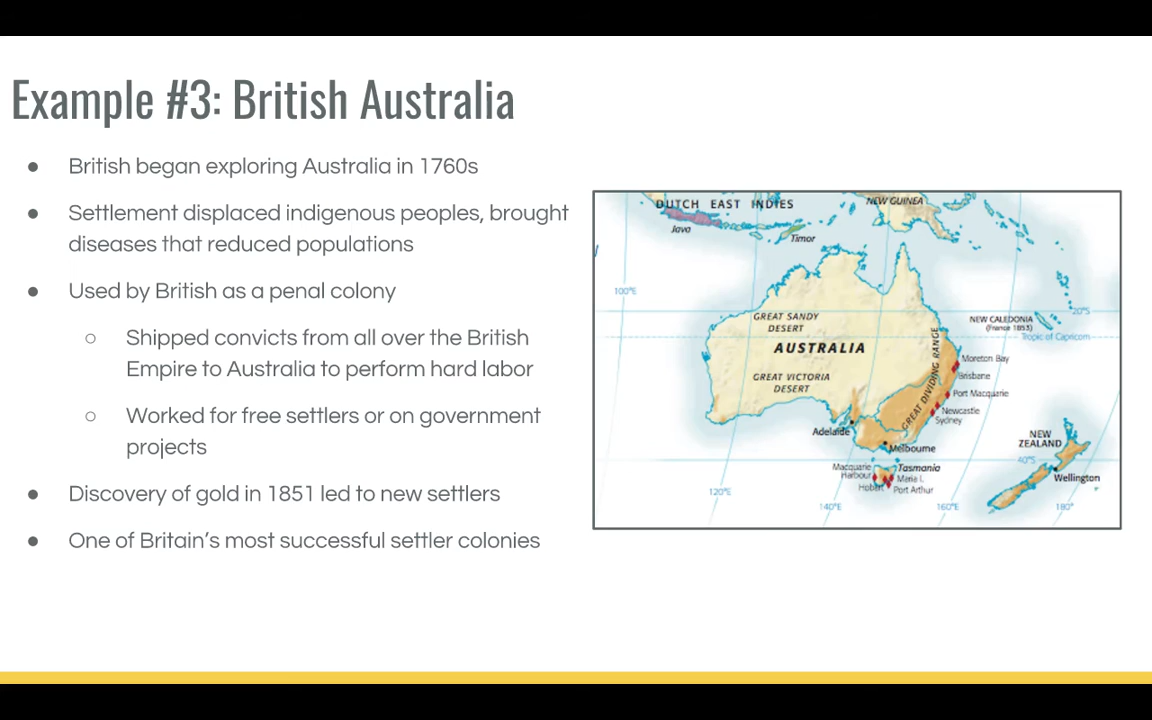 Example #3: British Australia
● British began exploring Australia in 1760s
● Settlement displaced indigenous peoples, brought
diseases that reduced populations
● Used by British as a penal colony
○ Shipped convicts from all over the British
Empire to Australia to perform hard labor
○ Worked for free settlers or on government
projects
● Discovery of gold in 1851 led to new settlers
● One of Britain's most successful settler colonies
DUTCH EAST INDIES
NEW GUINEA
Java
Timor
100°E
GREAT SANDY
DESERT
NEW CALEDONIA
(France 1853)
20°S
Tropic of Capricorn
AUSTRALIA
GREAT DIVIDING RANGE
Moreton Bay
Brisbane
GREAT VICTORIA
DESERT
Port Macquarie
Newcastle
Sydney
Adelaide
Melbourne
NEW
ZEALAND
40°S
Macquarie
Harbour
Tasmania
Maria I.
Hobart
Port Arthur
Wellington
120°E
140°E
160°E
180°